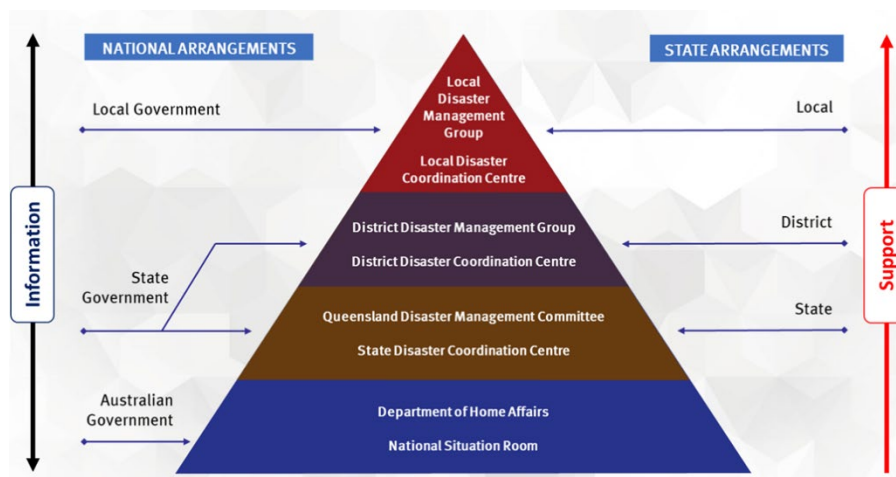 NATIONAL ARRANGEMENTS
STATE ARRANGEMENTS
Local
Disaster
Management
Group
Local Disaster
Coordination Centre
Local Government
Local
Information
Support
District Disaster Management Group
District Disaster Coordination Centre
District
State
Government
Queensland Disaster Management Committee
State Disaster Coordination Centre
State
Australian
Government
Department of Home Affairs
National Situation Room